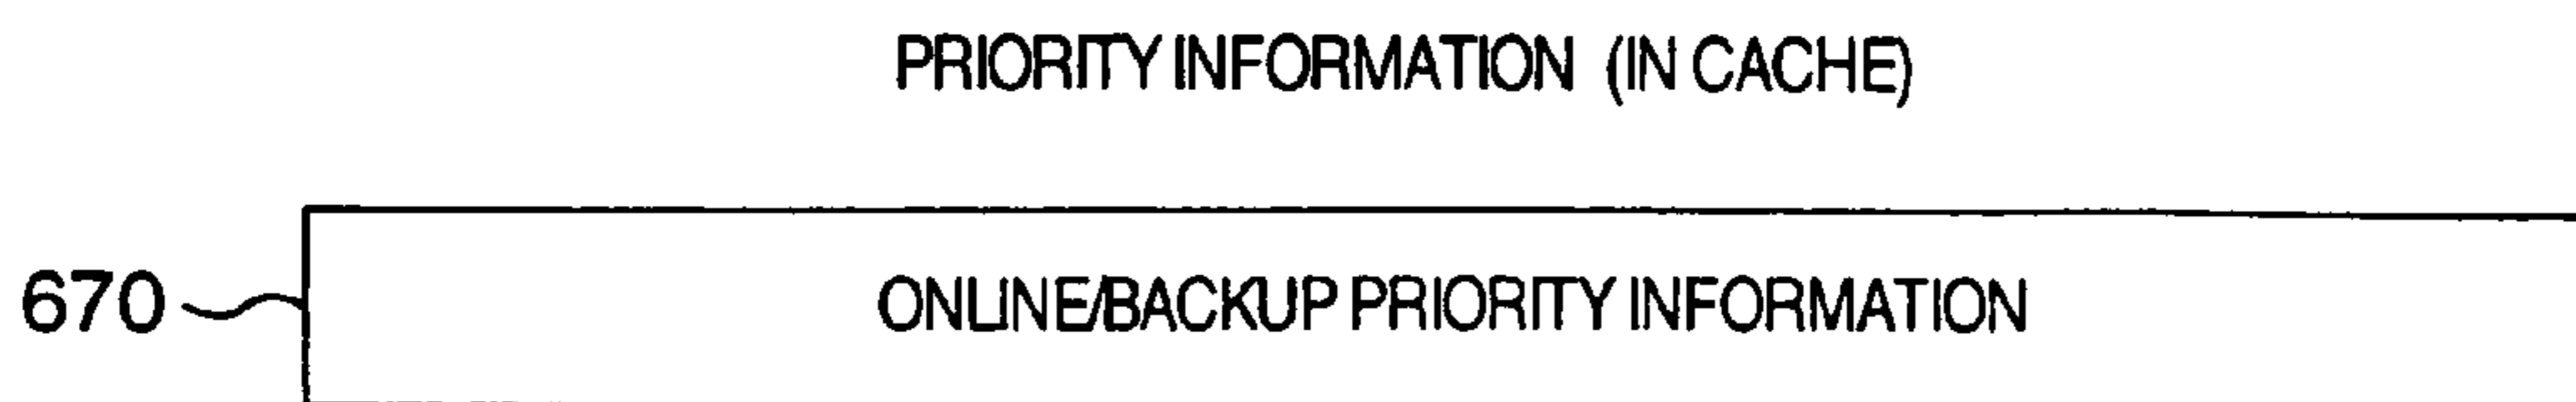 PRIORITY INFORMATION (IN CACHE)
670 ONLINE/BACKUP PRIORITY INFORMATION